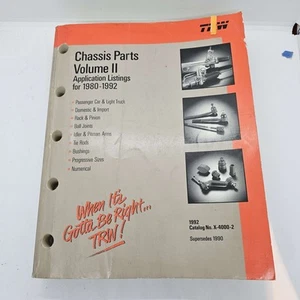 TRW
Chassis Parts
Volume II
Application Listings
for 1980-1992
• Passenger Car & Light Truck
• Domestic & Import
• Rack & Pinion
• Ball Joints
• Idler & Pitman Arms
• Tie Rods
• Bushings
• Progressive Sizes
• Numerical
When It's
Gotta Be Right...
TRW!
1992
Catalog No. X-4000-2
Supersedes 1990